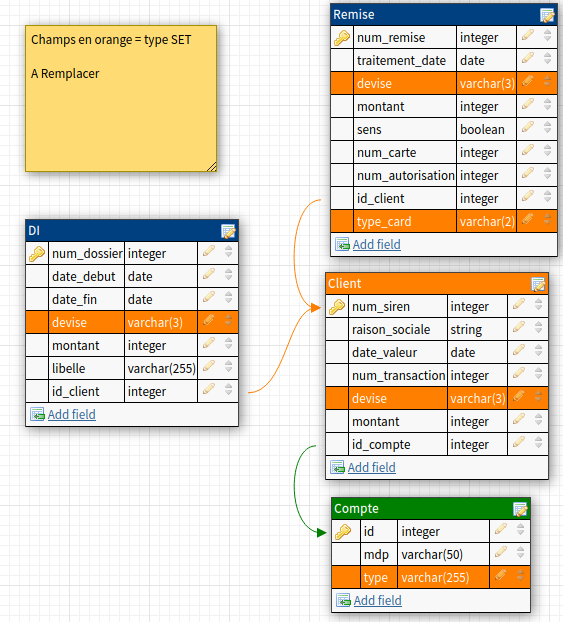 Champs en orange = type SET
A Remplacer
Remise
num_remise integer
traitement_date date
devise varchar(3)
montant integer
sens boolean
num_carte integer
num_autorisation integer
id_client integer
type_card varchar(2)
Add field
DI
num_dossier integer
date_debut date
date_fin date
devise varchar(3)
montant integer
libelle varchar(255)
id_client integer
Add field
Client
num_siren integer
raison_sociale string
date_valeur date
num_transaction integer
devise varchar(3)
montant integer
id_compte integer
Add field
Compte
id integer
mdp varchar(50)
type varchar(255)
Add field